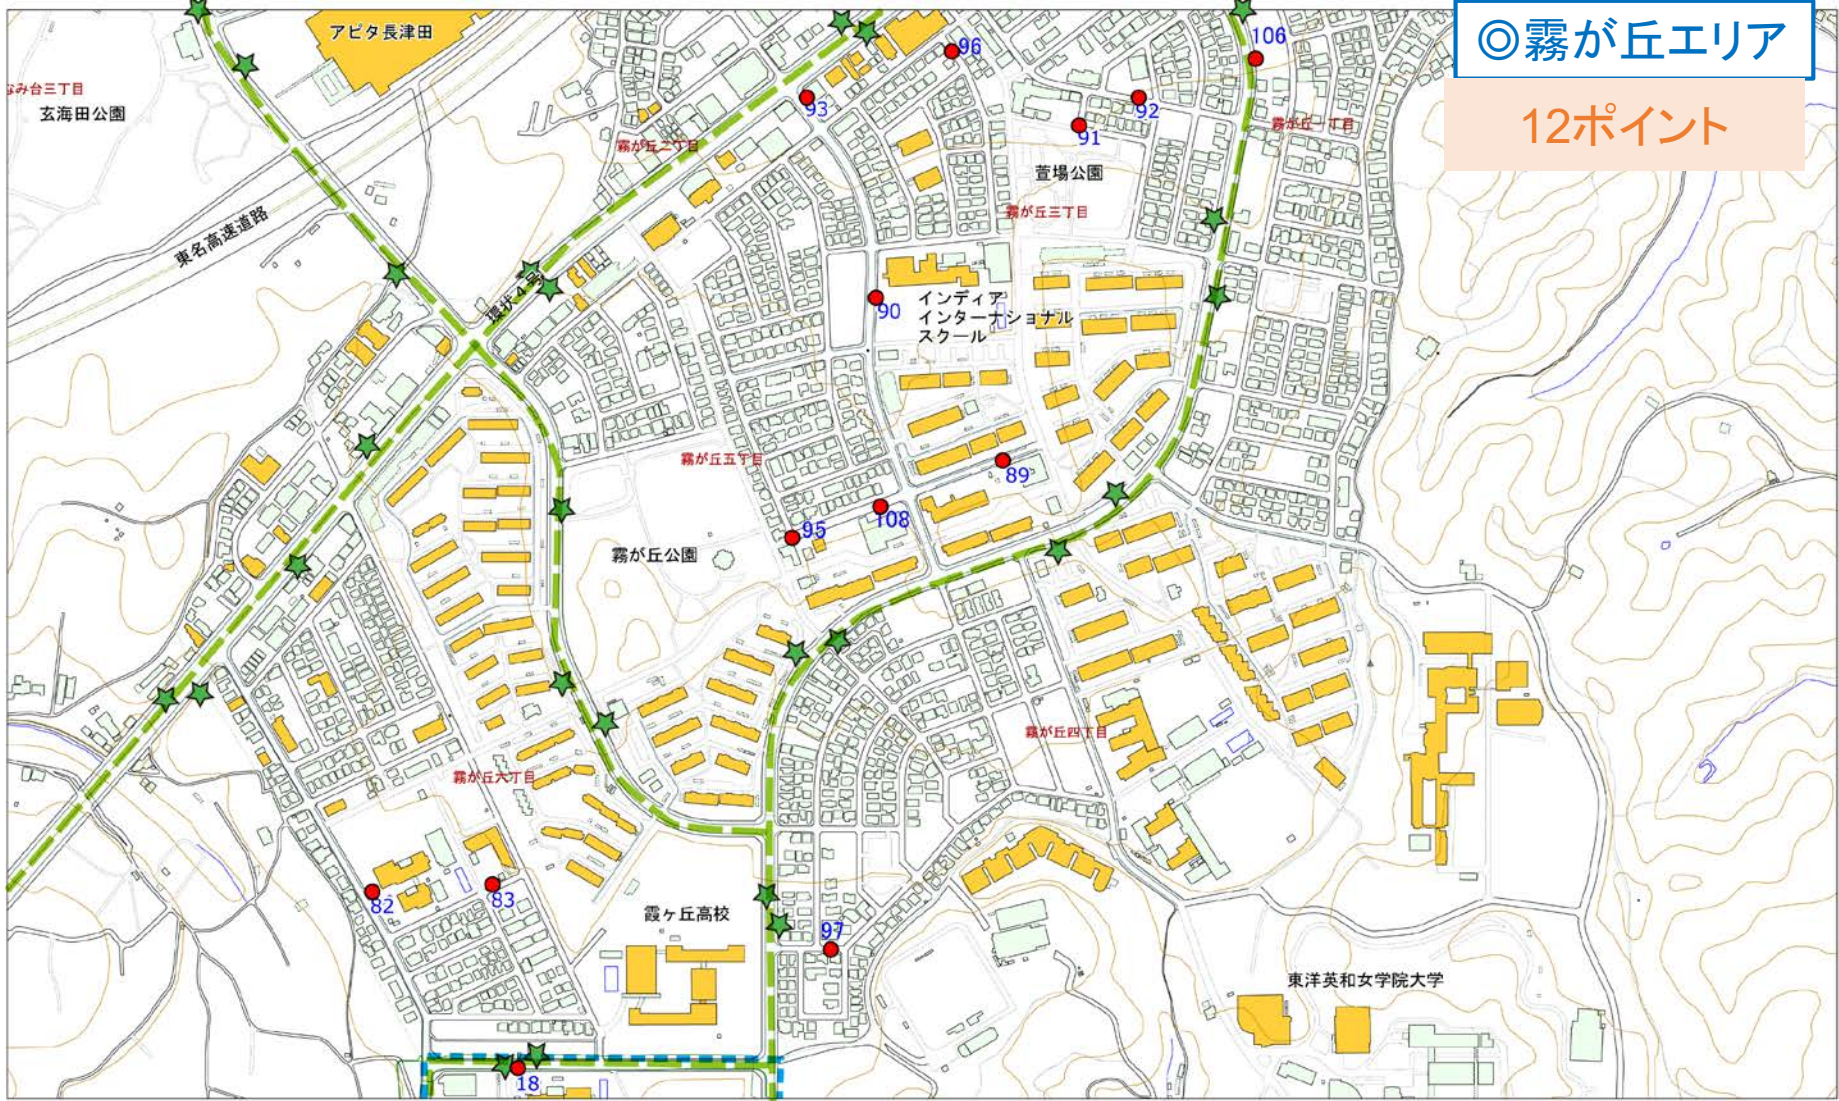 ◎霧が丘エリア
12ポイント
アピタ長津田
96
106
なみ台三丁目
玄海田公園
93
92
霧が丘一丁目
91
霧が丘二丁目
萱場公園
霧が丘三丁目
東名高速道路
環状4号
90
インディア
インターナショナル
スクール
霧が丘五丁目
89
108
95
霧が丘公園
霧が丘四丁目
霧が丘六丁目
82
83
霞ヶ丘高校
97
東洋英和女学院大学
18